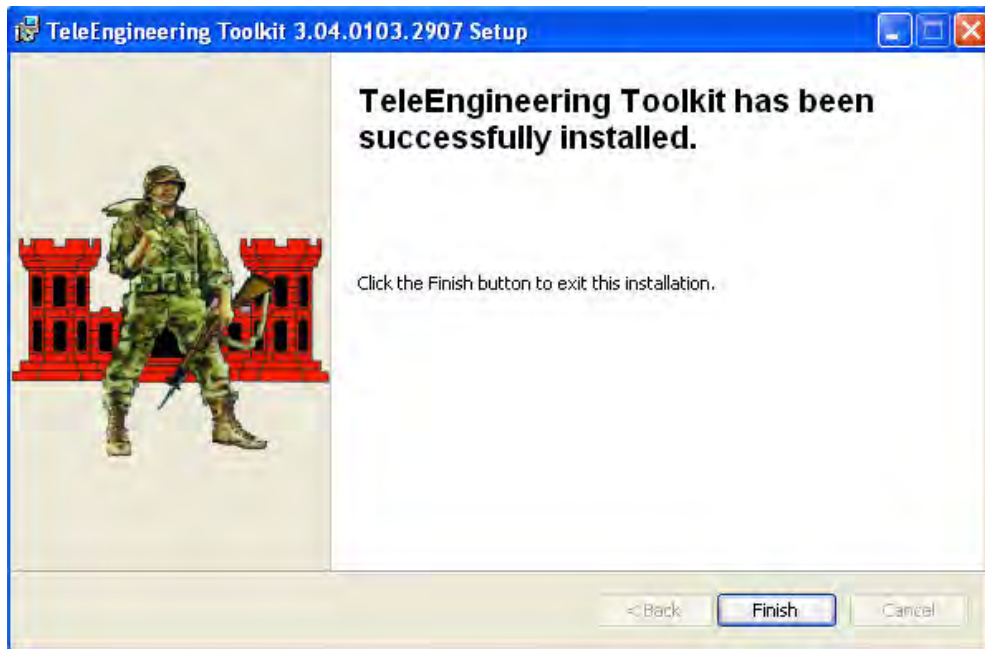 TeleEngineering Toolkit 3.04.0103.2907 Setup
TeleEngineering Toolkit has been
successfully installed.
Click the Finish button to exit this installation.
< Back
Finish
Cancel